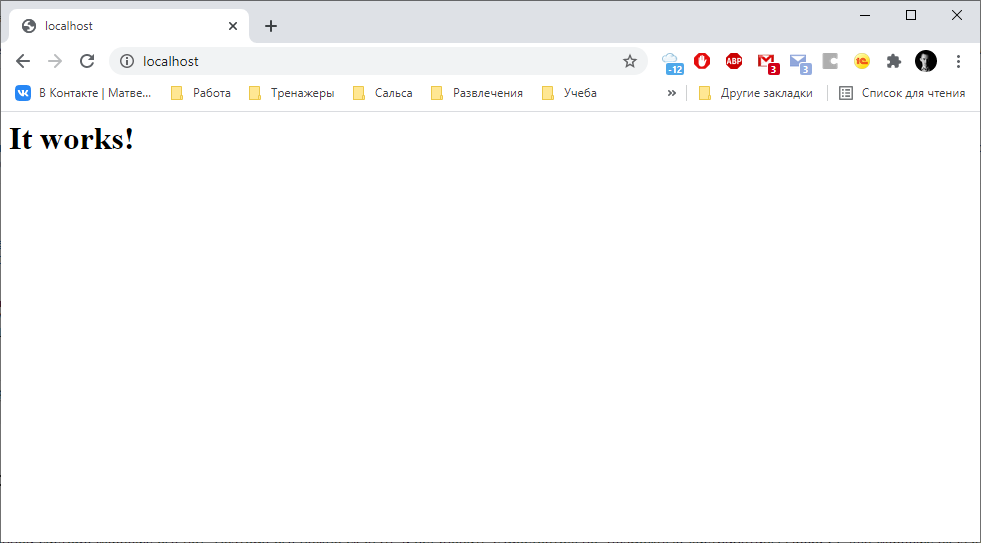 localhost
localhost
-12
ABP
3
3
1С
В Контакте | Матве...
Работа
Тренажеры
Сальса
Развлечения
Учеба
Другие закладки
Список для чтения
It works!